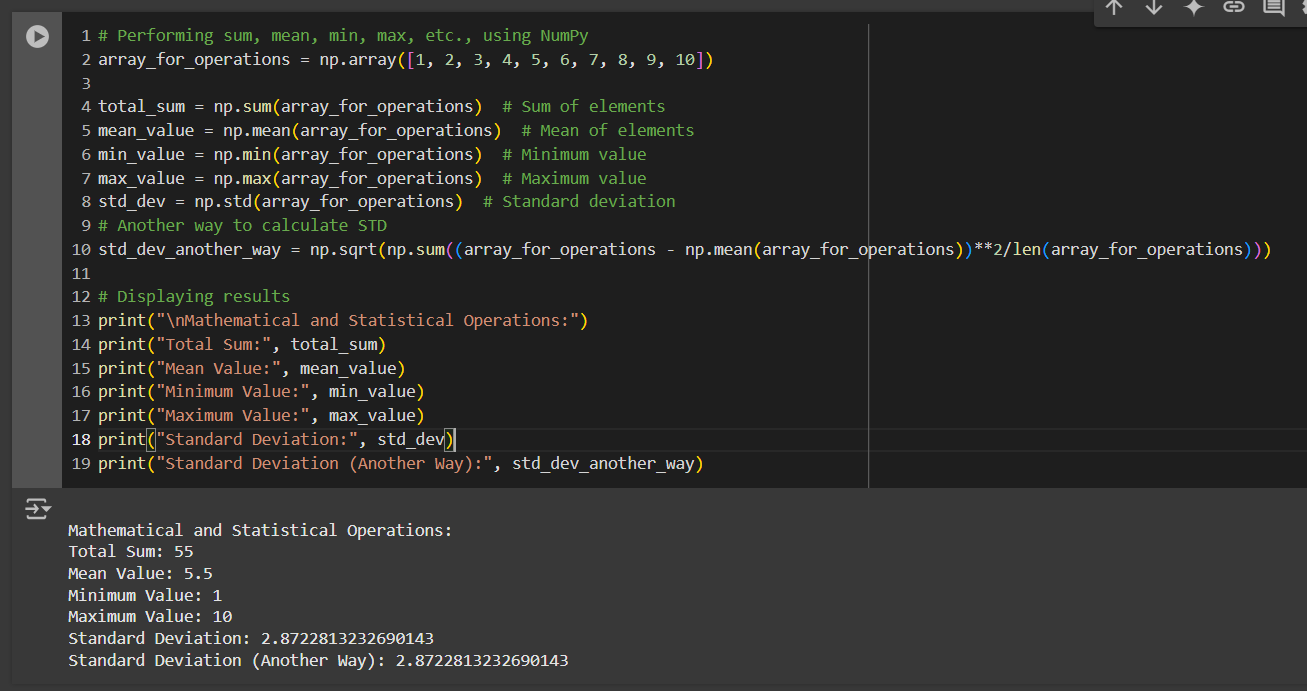 1 # Performing sum, mean, min, max, etc., using NumPy
2 array_for_operations = np.array([1, 2, 3, 4, 5, 6, 7, 8, 9, 10])
3
4 total_sum = np.sum(array_for_operations)  # Sum of elements
5 mean_value = np.mean(array_for_operations)  # Mean of elements
6 min_value = np.min(array_for_operations)  # Minimum value
7 max_value = np.max(array_for_operations)  # Maximum value
8 std_dev = np.std(array_for_operations)  # Standard deviation
9 # Another way to calculate STD
10 std_dev_another_way = np.sqrt(np.sum((array_for_operations - np.mean(array_for_operations))**2/len(array_for_operations)))
11
12 # Displaying results
13 print("\nMathematical and Statistical Operations:")
14 print("Total Sum:", total_sum)
15 print("Mean Value:", mean_value)
16 print("Minimum Value:", min_value)
17 print("Maximum Value:", max_value)
18 print("Standard Deviation:", std_dev)
19 print("Standard Deviation (Another Way):", std_dev_another_way)
Mathematical and Statistical Operations:
Total Sum: 55
Mean Value: 5.5
Minimum Value: 1
Maximum Value: 10
Standard Deviation: 2.8722813232690143
Standard Deviation (Another Way): 2.8722813232690143